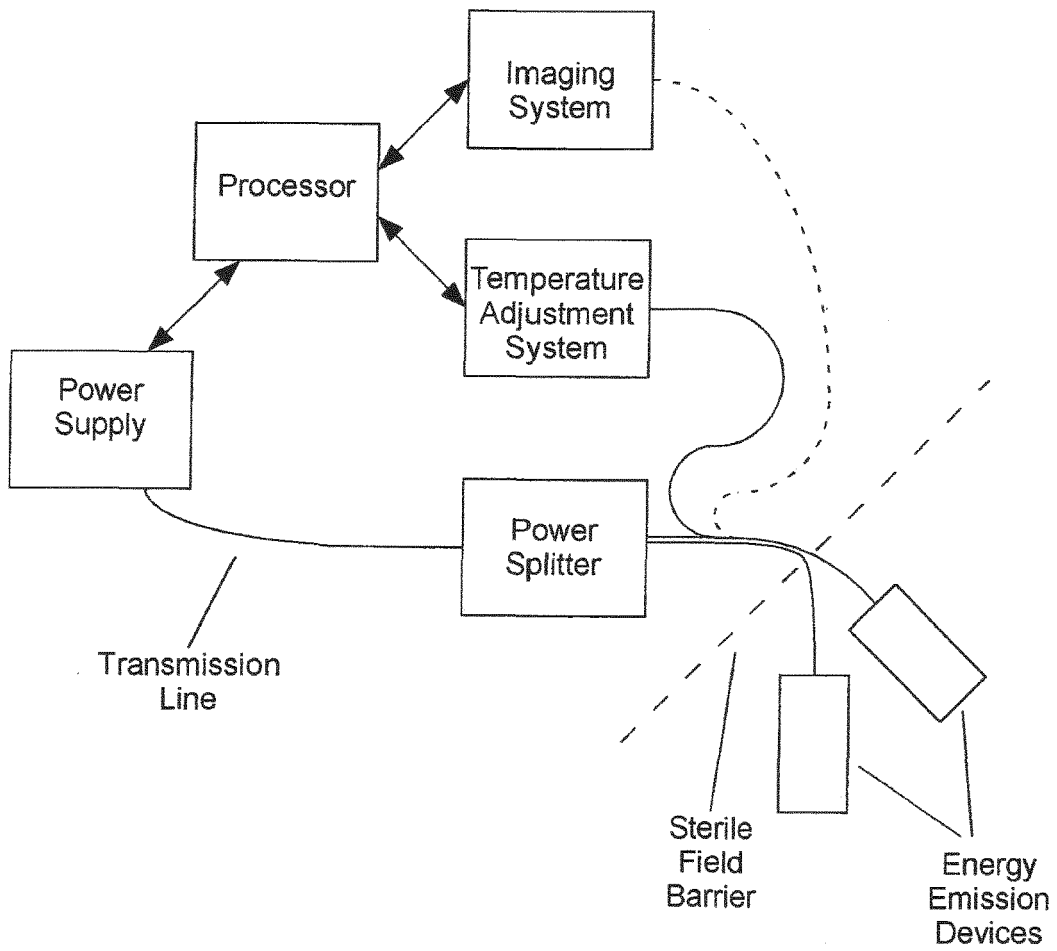 Imaging
System
Processor
Temperature
Adjustment
System
Power
Supply
Power
Splitter
Transmission
Line
Sterile
Field
Barrier
Energy
Emission
Devices